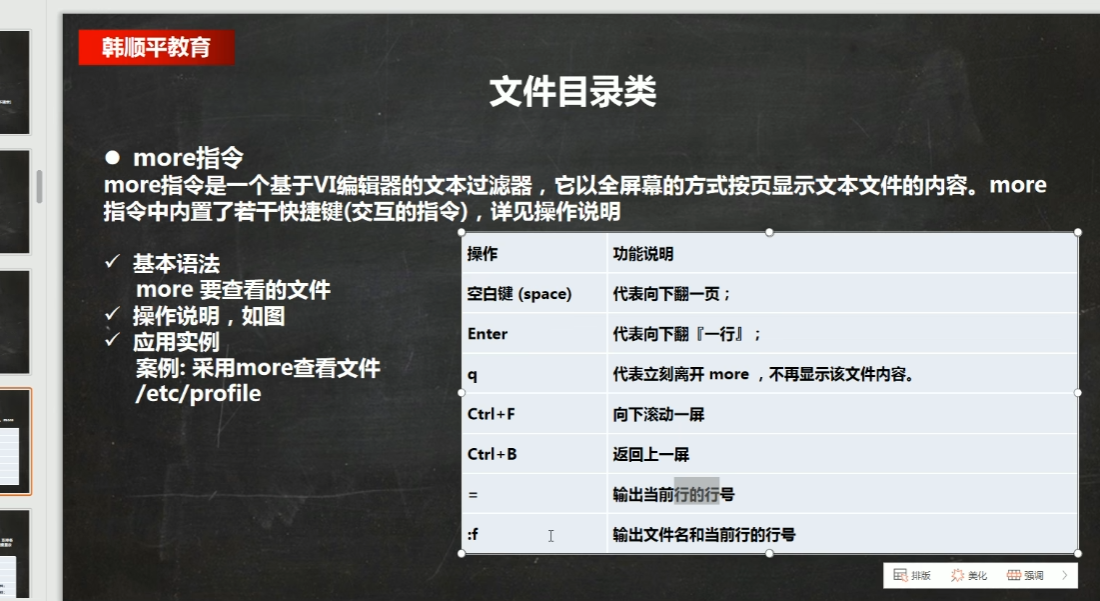 韩顺平教育
文件目录类
● more指令
more指令是一个基于VI编辑器的文本过滤器，它以全屏幕的方式按页显示文本文件的内容。more
指令中内置了若干快捷键(交互的指令)，详见操作说明
✓ 基本语法
more 要查看的文件
✓ 操作说明，如图
✓ 应用实例
案例: 采用more查看文件
/etc/profile
操作 功能说明
空白键 (space) 代表向下翻一页；
Enter 代表向下翻『一行』；
q 代表立刻离开 more ，不再显示该文件内容。
Ctrl+F 向下滚动一屏
Ctrl+B 返回上一屏
= 输出当前行的行号
:f 输出文件名和当前行的行号
排版 美化 强调